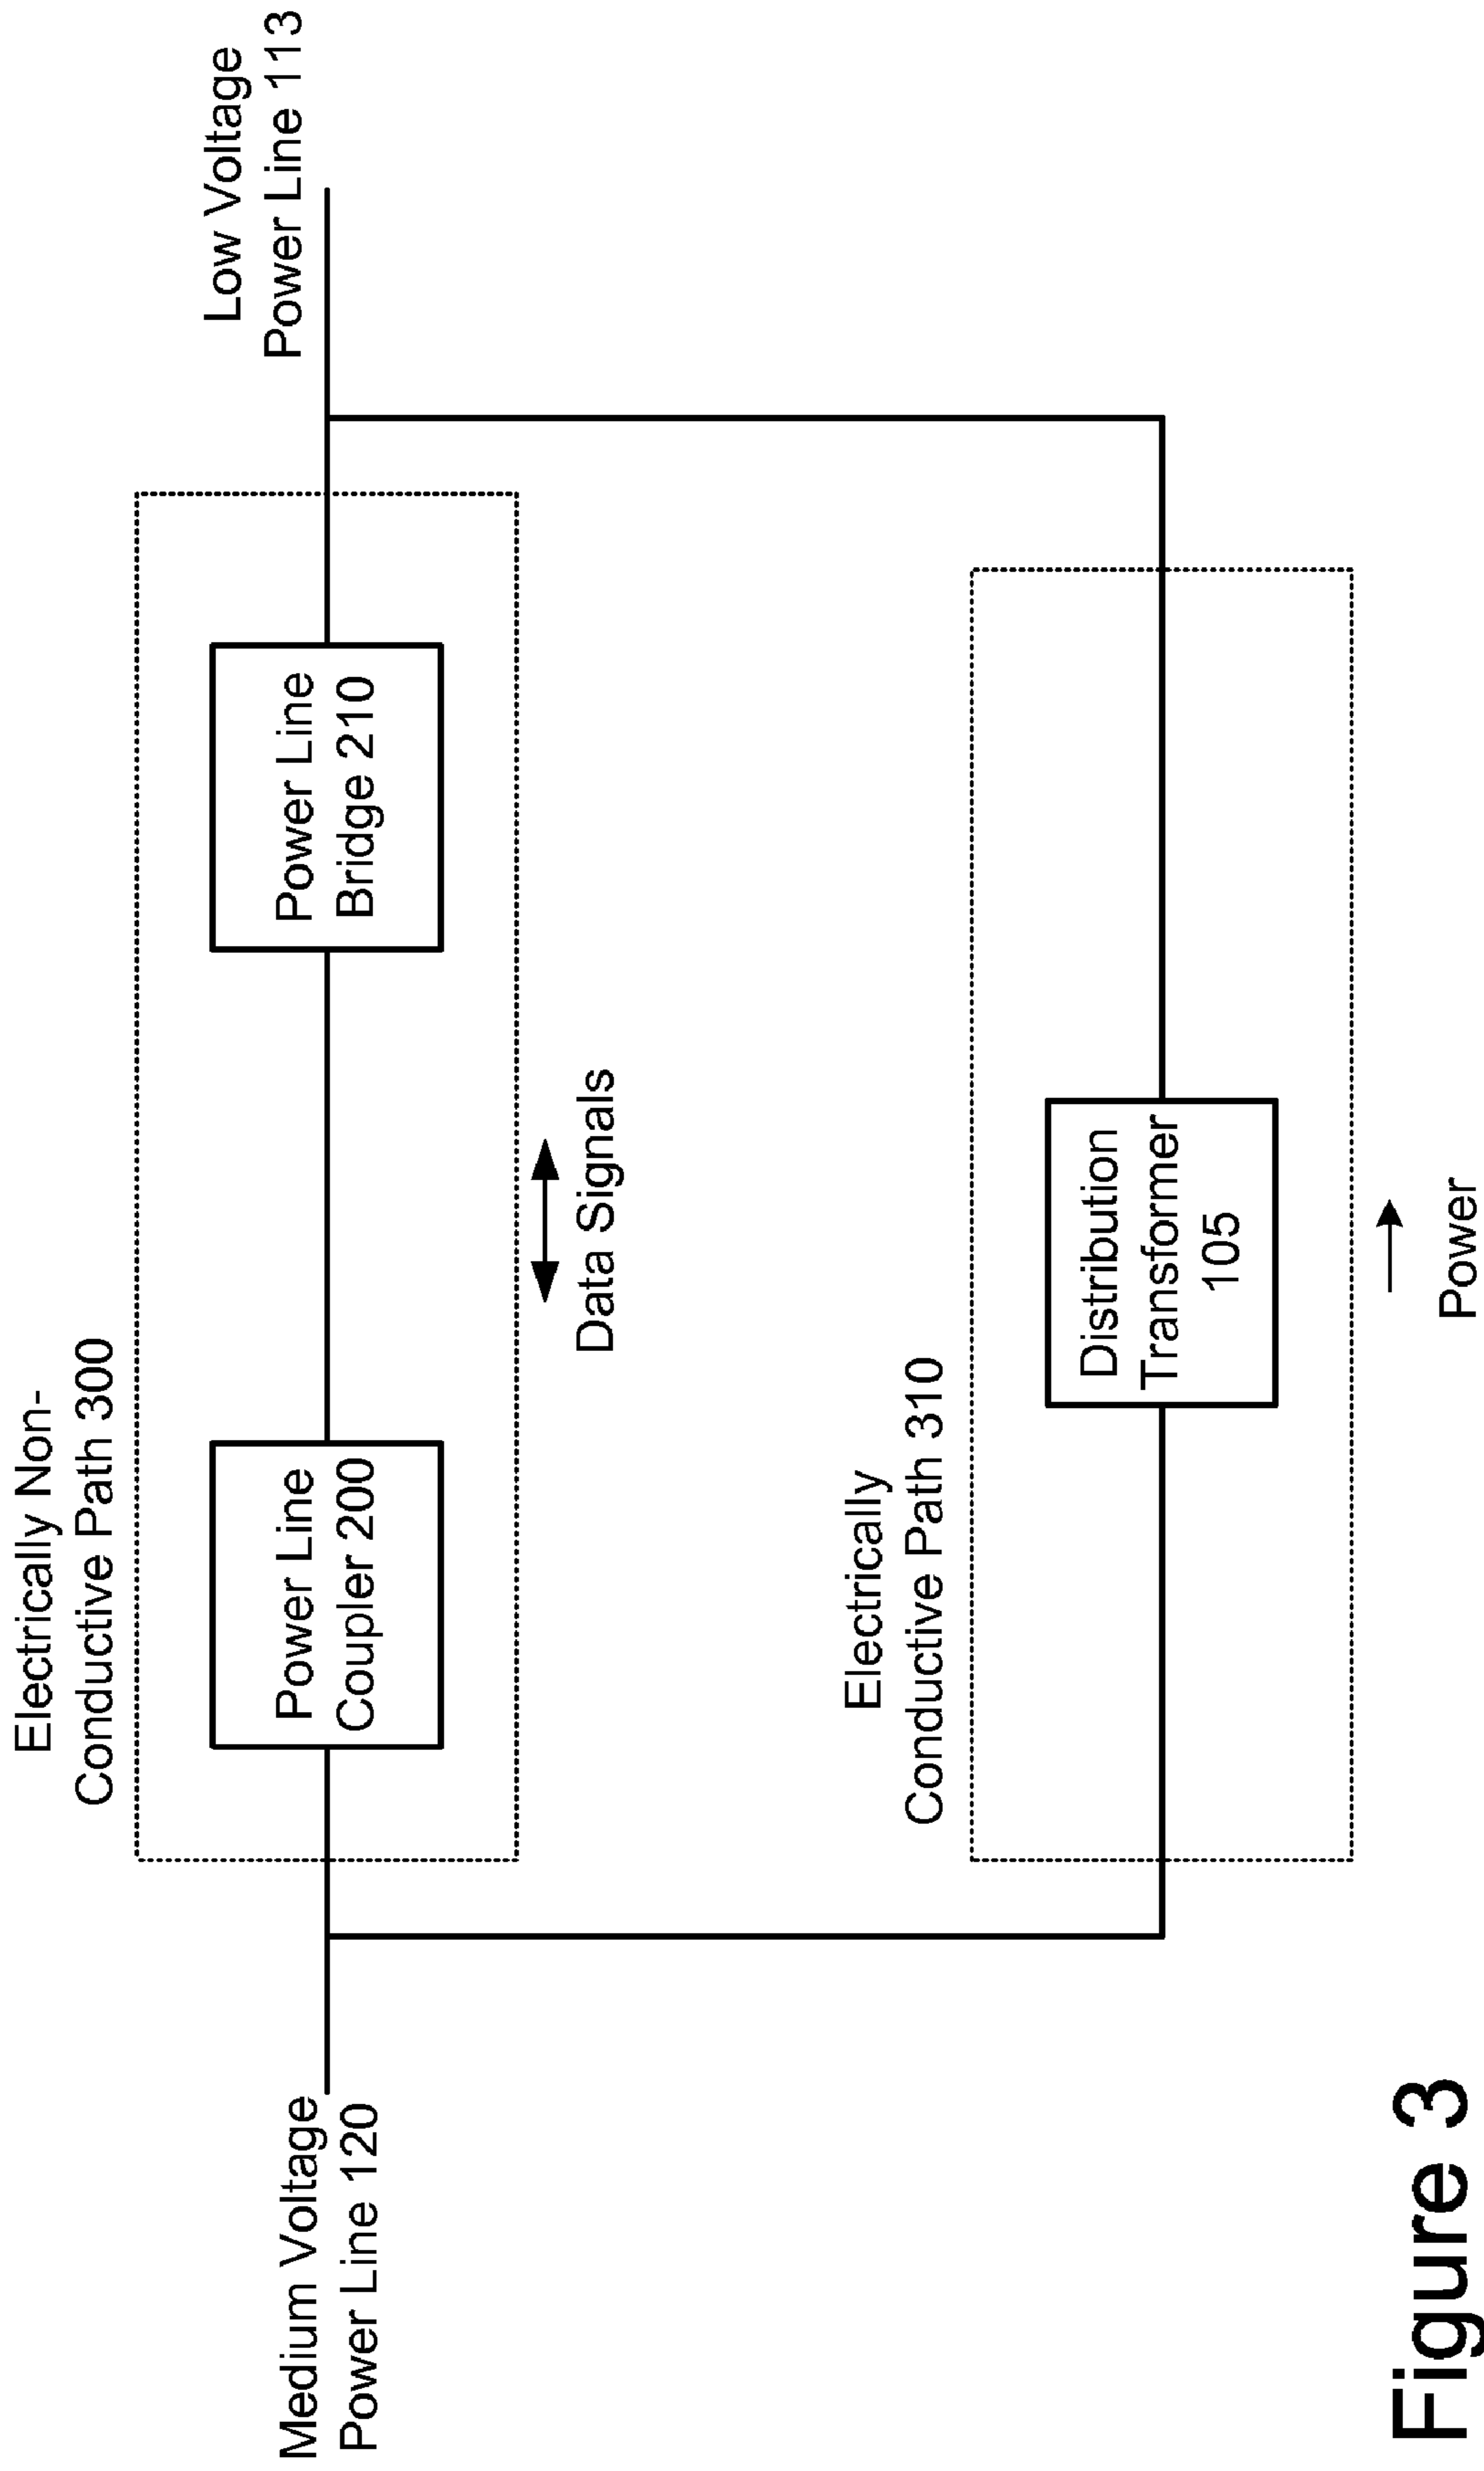 Electrically Non-
Conductive Path 300
Low Voltage
Power Line 113
Medium Voltage
Power Line 120
Power Line
Coupler 200
Power Line
Bridge 210
Data Signals
Electrically
Conductive Path 310
Distribution
Transformer
105
Power
Figure 3